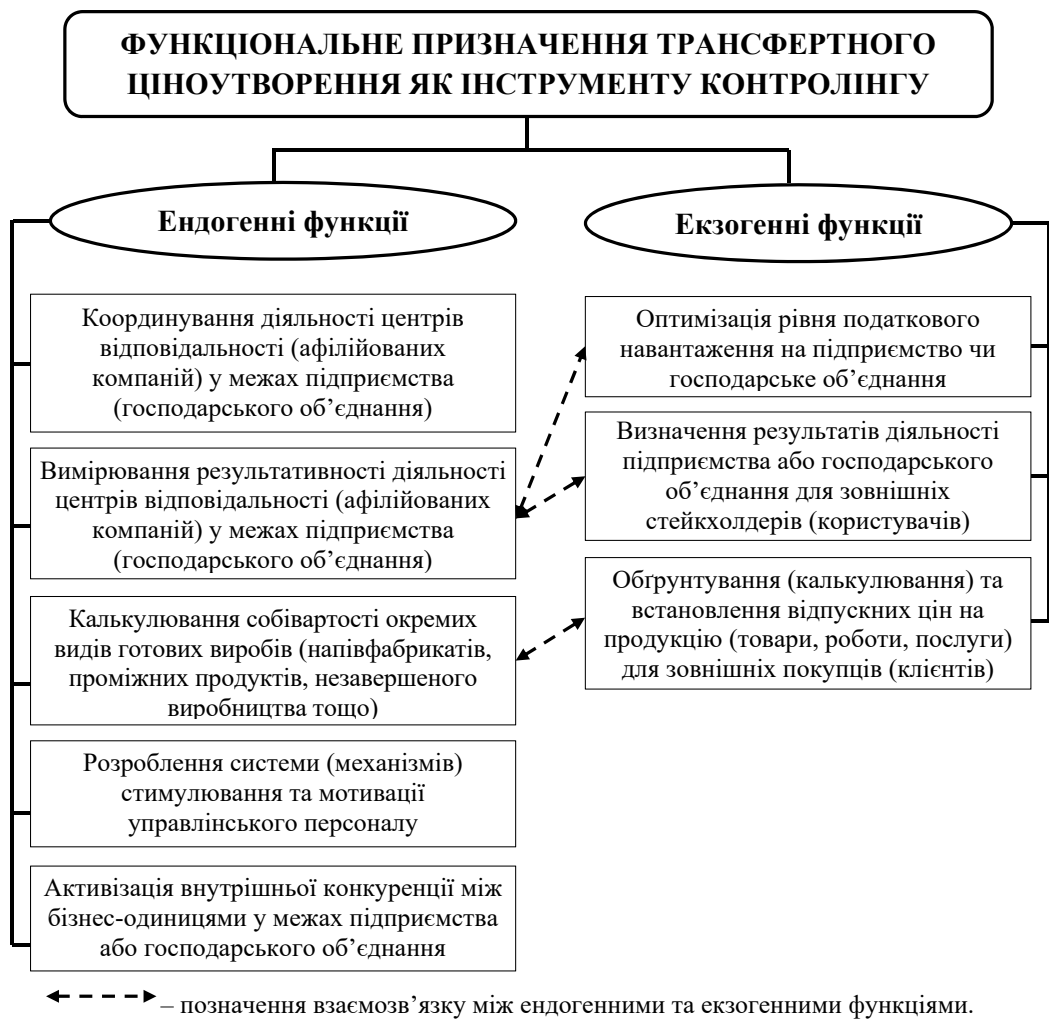 ФУНКЦІОНАЛЬНЕ ПРИЗНАЧЕННЯ ТРАНСФЕРТНОГО
ЦІНОУТВОРЕННЯ ЯК ІНСТРУМЕНТУ КОНТРОЛІНГУ
Ендогенні функції
Координування діяльності центрів
відповідальності (афілійованих
компаній) у межах підприємства
(господарського об’єднання)
Вимірювання результативності діяльності
центрів відповідальності (афілійованих
компаній) у межах підприємства
(господарського об’єднання)
Калькулювання собівартості окремих
видів готових виробів (напівфабрикатів,
проміжних продуктів, незавершеного
виробництва тощо)
Розроблення системи (механізмів)
стимулювання та мотивації
управлінського персоналу
Активізація внутрішньої конкуренції між
бізнес-одиницями у межах підприємства
або господарського об’єднання
Екзогенні функції
Оптимізація рівня податкового
навантаження на підприємство чи
господарське об’єднання
Визначення результатів діяльності
підприємства або господарського
об’єднання для зовнішніх
стейкхолдерів (користувачів)
Обґрунтування (калькулювання) та
встановлення відпускних цін на
продукцію (товари, роботи, послуги)
для зовнішніх покупців (клієнтів)
– позначення взаємозв’язку між ендогенними та екзогенними функціями.